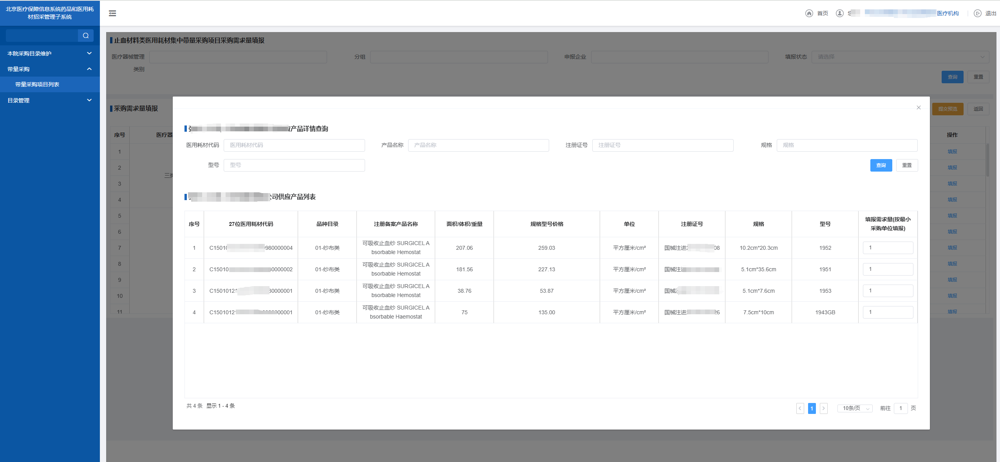 北京医疗保障信息系统药品和医用耗
材招采管理子系统
首页
医疗机构
退出
本院采购目录维护
带量采购
带量采购项目列表
目录管理
止血材料类医用耗材集中带量采购项目采购需求量填报
医疗器械管理
类别
分组
申报企业
填报状态 请选择
查询 重置
采购需求量填报
提交预览 返回
序号 医疗器 操作
1 填报
2 填报
三类
3 填报
4 填报
5 填报
6 填报
7 填报
8 填报
9 填报
10 填报
11 填报
应产品详情查询
医用耗材代码 医用耗材代码
产品名称 产品名称
注册证号 注册证号
规格 规格
型号 型号
查询 重置
公司供应产品列表
序号 27位医用耗材代码 品种目录 注册备案产品名称 面积/体积/重量 规格型号价格 单位 注册证号 规格 型号 填报需求量(按最小
采购单位填报)
1 C1501 980000004 01-纱布类 可吸收止血纱 SURGICEL A
bsorbable Hemostat 207.06 259.03 平方厘米/cm² 国械注进 08 10.2cm*20.3cm 1952 1
2 C15010 0000002 01-纱布类 可吸收止血纱 SURGICEL A
bsorbable Hemostat 181.56 227.13 平方厘米/cm² 国械注 5.1cm*35.6cm 1951 1
3 C1501012 0000001 01-纱布类 可吸收止血纱 SURGICEL A
bsorbable Hemostat 38.76 53.87 平方厘米/cm² 国械 5.1cm*7.6cm 1953 1
4 C1501012 000001 01-纱布类 可吸收止血纱 SURGICEL A
bsorbable Haemostat 75 135.00 平方厘米/cm² 国械注进 26 7.5cm*10cm 1943GB 1
共 4 条 显示 1 - 4 条
1 10条/页 前往 1 页